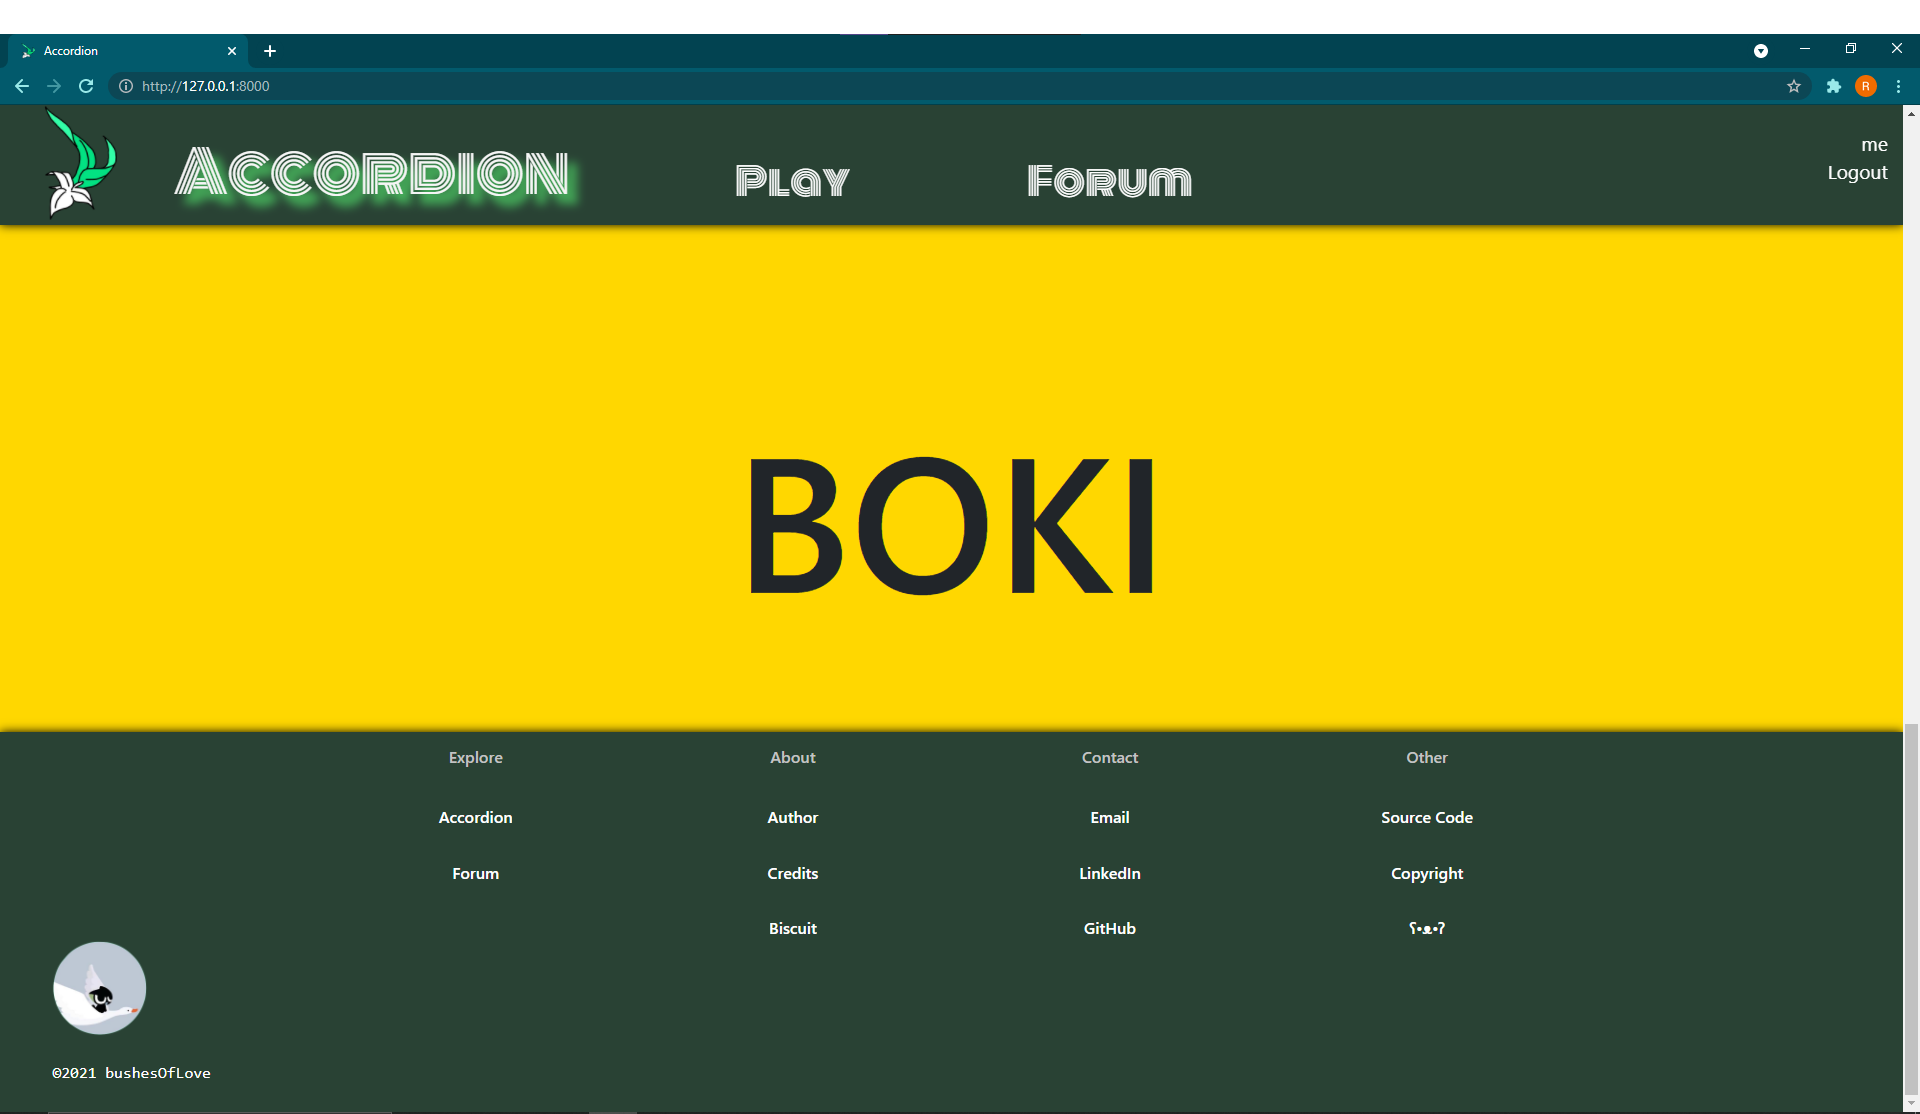 Accordion
http://127.0.0.1:8000
R
Accordion
Play
Forum
me
Logout
BOKI
Explore
About
Contact
Other
Accordion
Author
Email
Source Code
Forum
Credits
LinkedIn
Copyright
Biscuit
GitHub
ʕ•ᴥ•ʔ
©2021 bushesOfLove